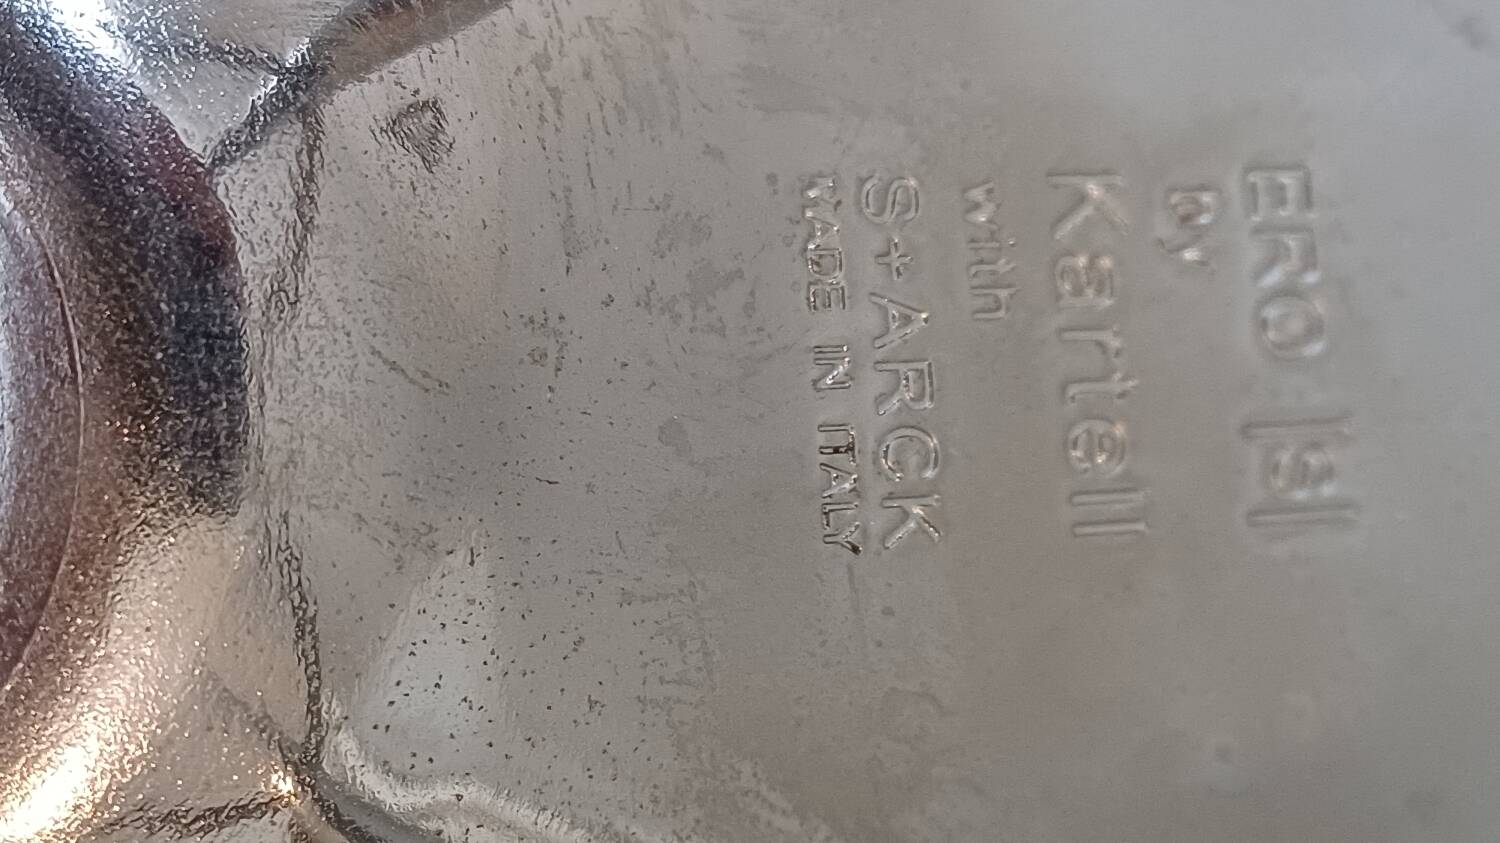 ERO|s|
by
Kartell
with
S+ARCK
MADE IN ITALY